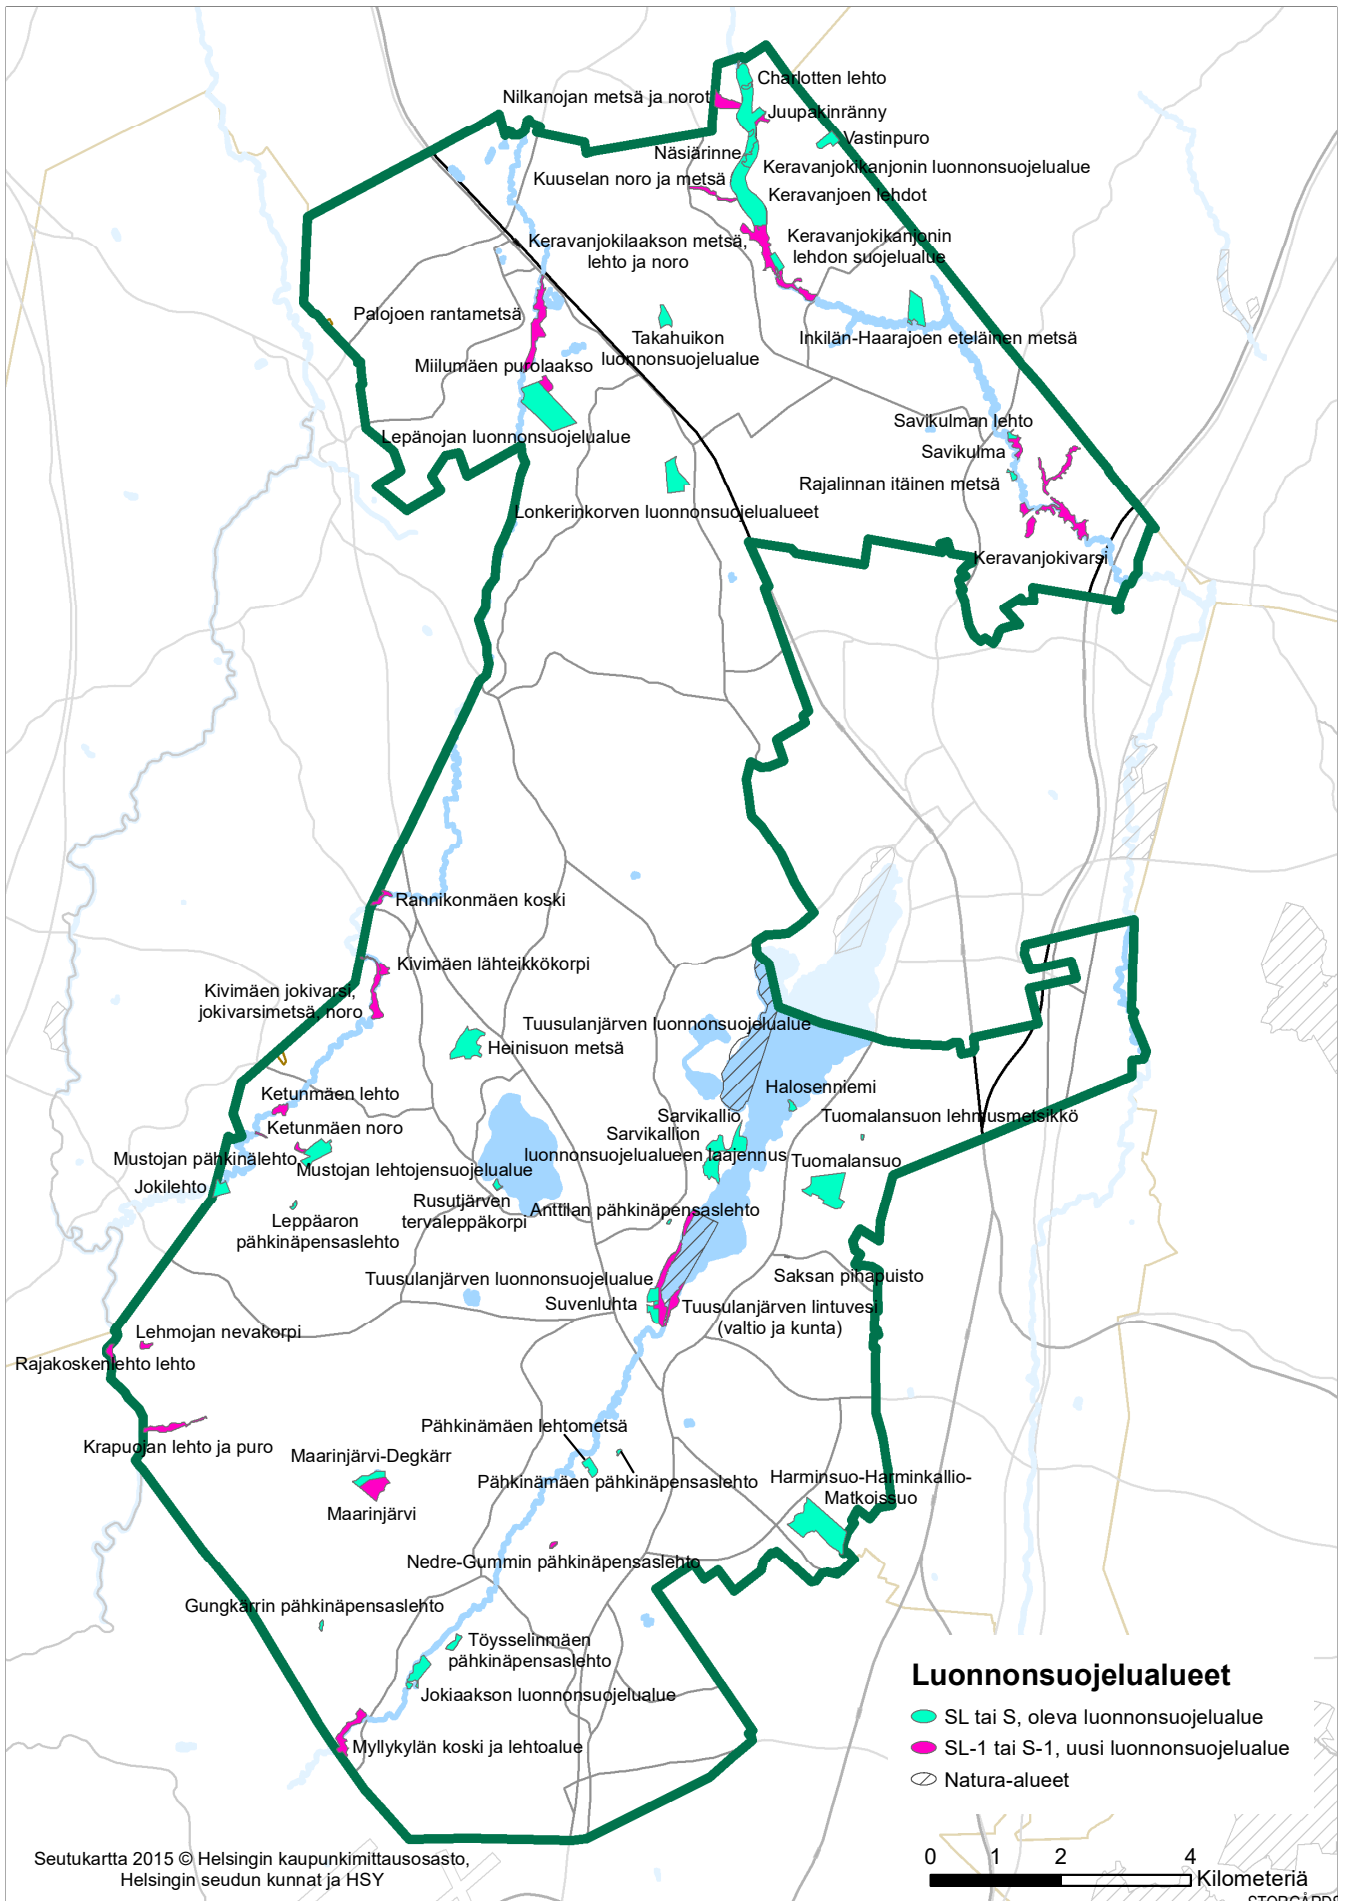 Charlotten lehto
Nilkanojan metsä ja norot
Juupakinränny
Vastinpuro
Näsiärinne
Keravanjokikanjonin luonnonsuojelualue
Kuuselan noro ja metsä
Keravanjoen lehdot
Keravanjokilaakson metsä,
lehto ja noro
Keravanjokikanjonin
lehdon suojelualue
Palojoen rantametsä
Takahuikon
luonnonsuojelualue
Inkilän-Haarajoen eteläinen metsä
Miilumäen purolaakso
Lepänojan luonnonsuojelualue
Savikulman lehto
Savikulma
Rajalinnan itäinen metsä
Lonkerinkorven luonnonsuojelualueet
Keravanjokivarsi
Rannikonmäen koski
Kivimäen lähteikkökorpi
Kivimäen jokivarsi,
jokivarsimetsä, noro
Tuusulanjärven luonnonsuojelualue
Heinisuon metsä
Halosenniemi
Ketunmäen lehto
Sarvikallio
Tuomalansuon lehmusmetsikkö
Ketunmäen noro
Sarvikallion
luonnonsuojelualueen laajennus
Mustojan pähkinälehto
Mustojan lehtojensuojelualue
Tuomalansuo
Jokilehto
Rusutjärven
tervaleppäkorpi
Anttilan pähkinäpensaslehto
Leppäaron
pähkinäpensaslehto
Tuusulanjärven luonnonsuojelualue
Saksan pihapuisto
Suvenluhta
Tuusulanjärven lintuvesi
(valtio ja kunta)
Lehmojan nevakorpi
Rajakoskenlehto lehto
Pähkinämäen lehtometsä
Krapuojan lehto ja puro
Maarinjärvi-Degkärr
Pähkinämäen pähkinäpensaslehto
Harminsuo-Harminkallio-
Matkoissuo
Maarinjärvi
Nedre-Gummin pähkinäpensaslehto
Gungkärrin pähkinäpensaslehto
Töysselinmäen
pähkinäpensaslehto
Jokiaakson luonnonsuojelualue
Myllykylän koski ja lehtoalue
Luonnonsuojelualueet
SL tai S, oleva luonnonsuojelualue
SL-1 tai S-1, uusi luonnonsuojelualue
Natura-alueet
0 1 2 4
Kilometeriä
Seutukartta 2015 © Helsingin kaupunkimittausosasto,
Helsingin seudun kunnat ja HSY